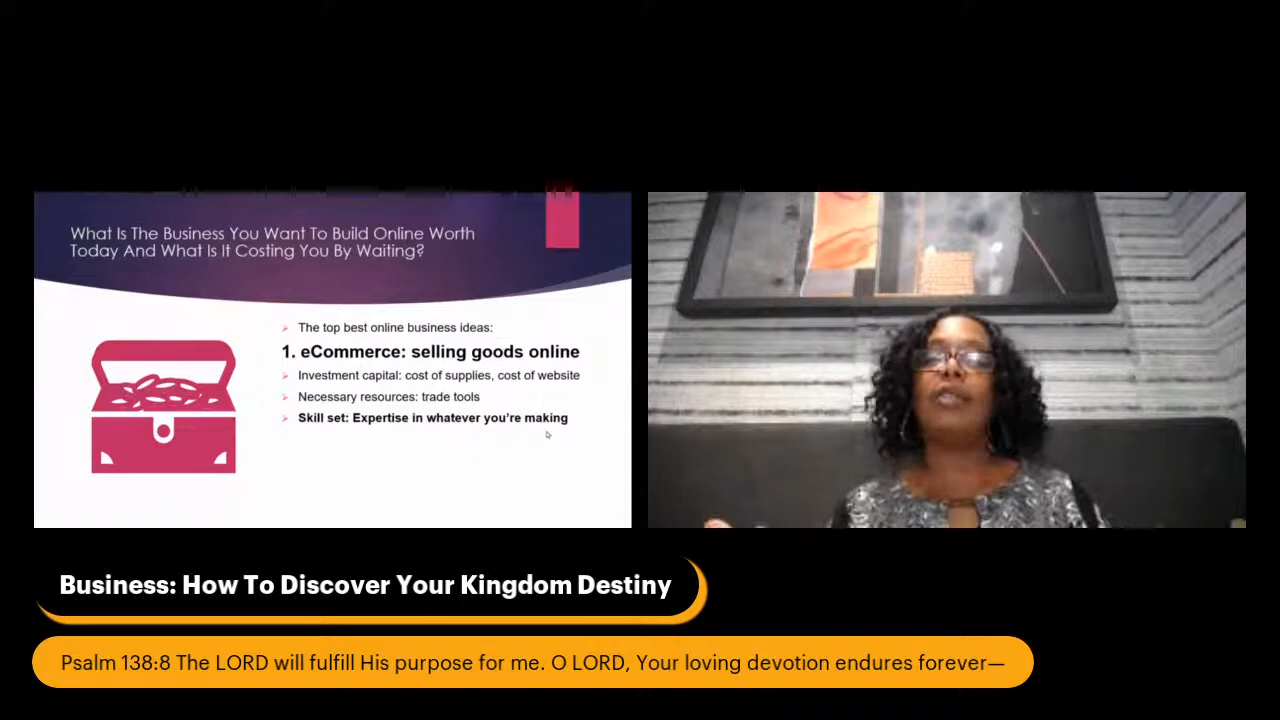 What Is The Business You Want To Build Online Worth
Today And What Is It Costing You By Waiting?
The top best online business ideas:
1. eCommerce: selling goods online
Investment capital: cost of supplies, cost of website
Necessary resources: trade tools
Skill set: Expertise in whatever you're making
Business: How To Discover Your Kingdom Destiny
Psalm 138:8 The LORD will fulfill His purpose for me. O LORD, Your loving devotion endures forever—